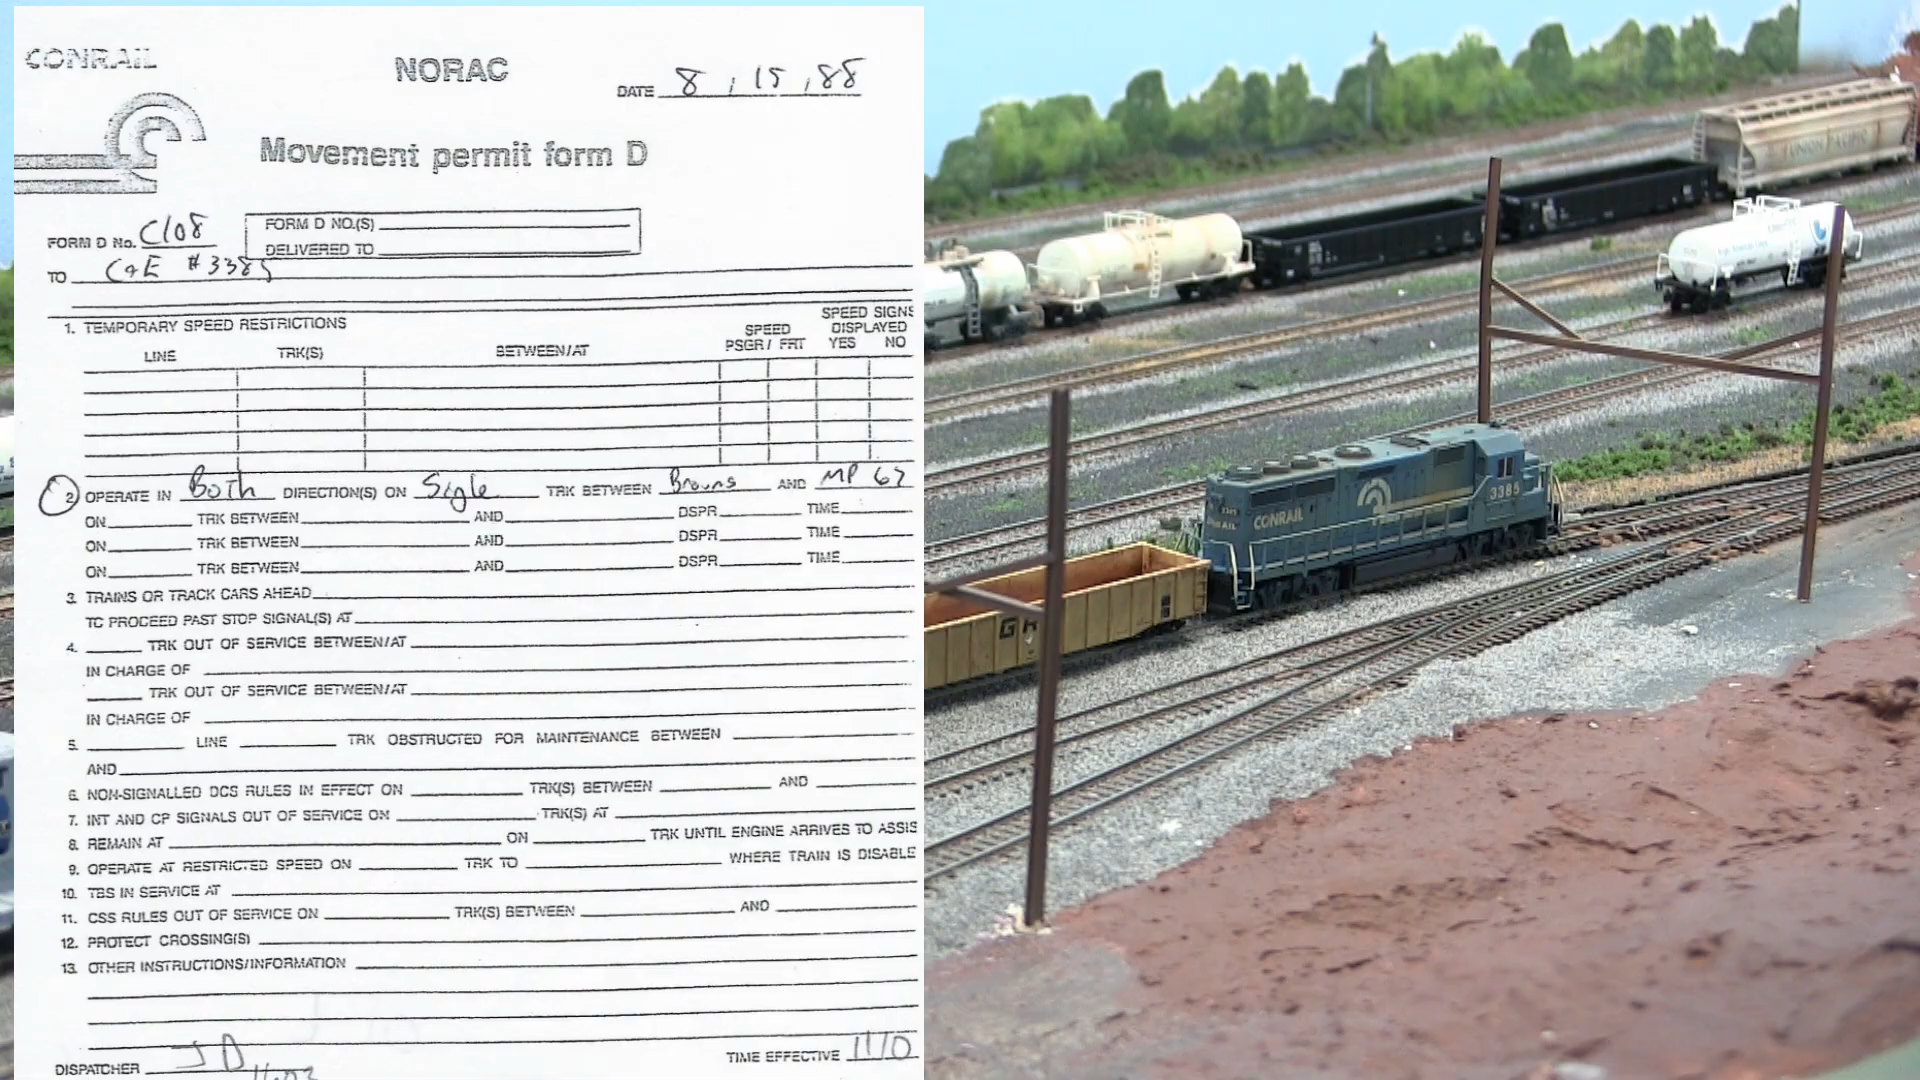 CONRAIL
NORAC
DATE 8, 15, 88
Movement permit form D
FORM D No. C108
FORM D NO.(S)
DELIVERED TO
TO C&E #3385
1. TEMPORARY SPEED RESTRICTIONS
SPEED SIGNS
SPEED DISPLAYED
LINE TRK(S) BETWEEN/AT PSGR/ FRT YES NO
2 OPERATE IN Both DIRECTION(S) ON Sigle TRK BETWEEN Browns AND MP 67
ON TRK BETWEEN AND DSPR TIME
ON TRK BETWEEN AND DSPR TIME
ON TRK BETWEEN AND DSPR TIME
3. TRAINS OR TRACK CARS AHEAD
TO PROCEED PAST STOP SIGNAL(S) AT
4. TRK OUT OF SERVICE BETWEEN/AT
IN CHARGE OF
TRK OUT OF SERVICE BETWEEN/AT
IN CHARGE OF
5. LINE TRK OBSTRUCTED FOR MAINTENANCE BETWEEN
AND
6. NON-SIGNALLED DCS RULES IN EFFECT ON TRK(S) BETWEEN AND
7. INT AND CP SIGNALS OUT OF SERVICE ON TRK(S) AT
8. REMAIN AT ON TRK UNTIL ENGINE ARRIVES TO ASSIS
9. OPERATE AT RESTRICTED SPEED ON TRK TO WHERE TRAIN IS DISABLE
10. TBS IN SERVICE AT
11. CSS RULES OUT OF SERVICE ON TRK(S) BETWEEN AND
12. PROTECT CROSSING(S)
13. OTHER INSTRUCTIONS/INFORMATION
DISPATCHER JD
TIME EFFECTIVE 1110
UNION PACIFIC
CONRAIL
3385